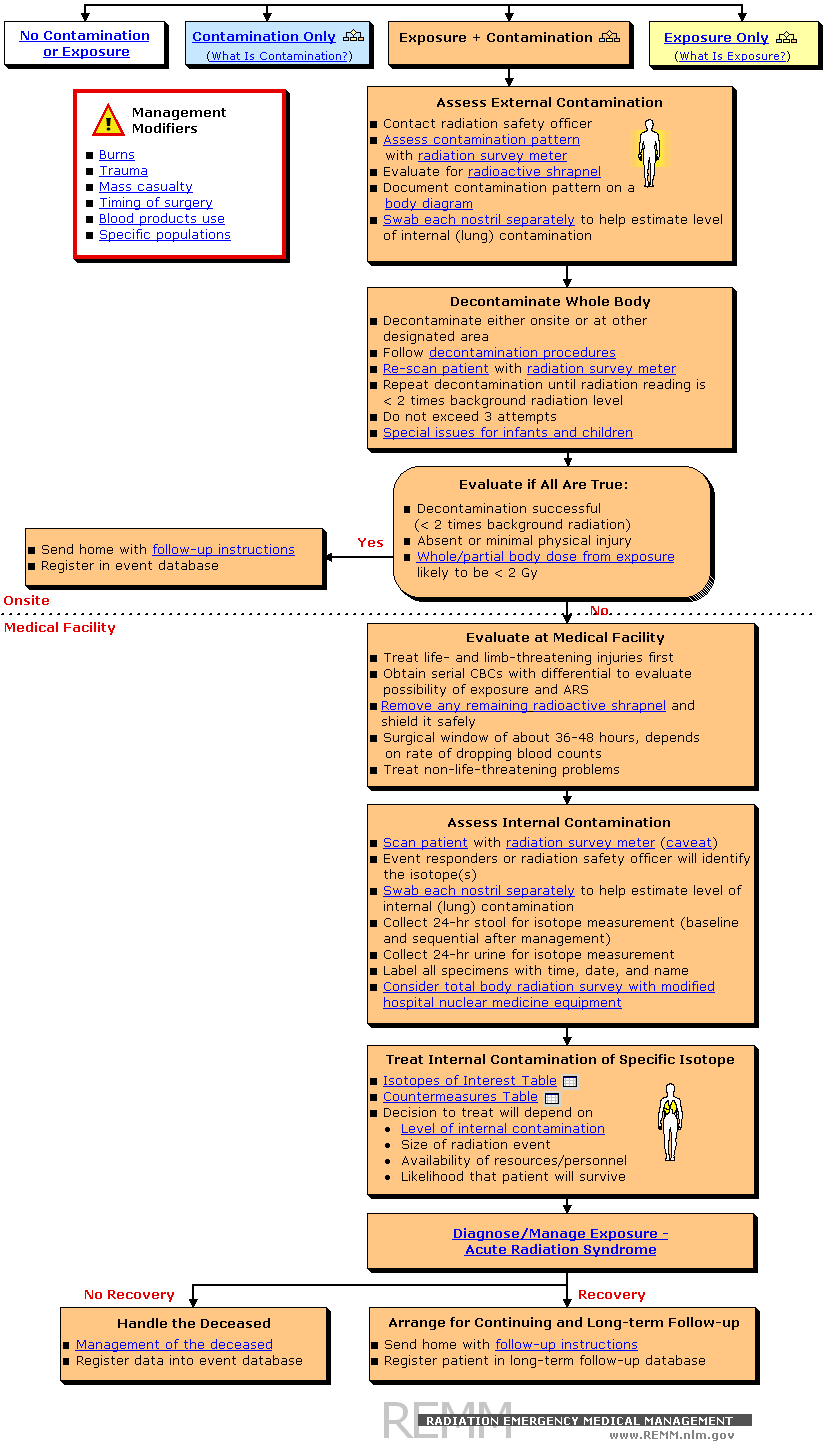 No Contamination
or Exposure
Contamination Only
(What Is Contamination?)
Exposure + Contamination
Exposure Only
(What Is Exposure?)
Management
Modifiers
Burns
Trauma
Mass casualty
Timing of surgery
Blood products use
Specific populations
Assess External Contamination
Contact radiation safety officer
Assess contamination pattern
with radiation survey meter
Evaluate for radioactive shrapnel
Document contamination pattern on a
body diagram
Swab each nostril separately to help estimate level
of internal (lung) contamination
Decontaminate Whole Body
Decontaminate either onsite or at other
designated area
Follow decontamination procedures
Re-scan patient with radiation survey meter
Repeat decontamination until radiation reading is
< 2 times background radiation level
Do not exceed 3 attempts
Special issues for infants and children
Evaluate if All Are True:
Decontamination successful
(< 2 times background radiation)
Absent or minimal physical injury
Whole/partial body dose from exposure
likely to be < 2 Gy
Yes
Send home with follow-up instructions
Register in event database
Onsite
No
Medical Facility
Evaluate at Medical Facility
Treat life- and limb-threatening injuries first
Obtain serial CBCs with differential to evaluate
possibility of exposure and ARS
Remove any remaining radioactive shrapnel and
shield it safely
Surgical window of about 36-48 hours, depends
on rate of dropping blood counts
Treat non-life-threatening problems
Assess Internal Contamination
Scan patient with radiation survey meter (caveat)
Event responders or radiation safety officer will identify
the isotope(s)
Swab each nostril separately to help estimate level of
internal (lung) contamination
Collect 24-hr stool for isotope measurement (baseline
and sequential after management)
Collect 24-hr urine for isotope measurement
Label all specimens with time, date, and name
Consider total body radiation survey with modified
hospital nuclear medicine equipment
Treat Internal Contamination of Specific Isotope
Isotopes of Interest Table
Countermeasures Table
Decision to treat will depend on
Level of internal contamination
Size of radiation event
Availability of resources/personnel
Likelihood that patient will survive
Diagnose/Manage Exposure -
Acute Radiation Syndrome
No Recovery
Recovery
Handle the Deceased
Management of the deceased
Register data into event database
Arrange for Continuing and Long-term Follow-up
Send home with follow-up instructions
Register patient in long-term follow-up database
REMM
RADIATION EMERGENCY MEDICAL MANAGEMENT
www.REMM.nlm.gov